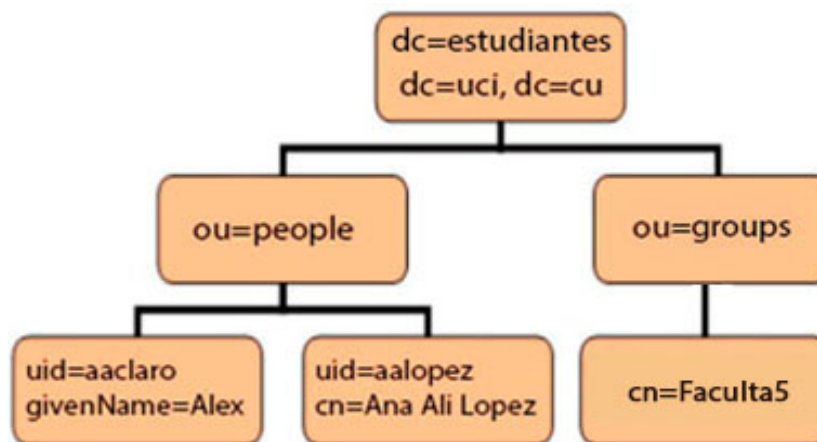 dc=estudiantes
dc=uci, dc=cu
ou=people
ou=groups
uid=aaclaro
givenName=Alex
uid=aalopez
cn=Ana Ali Lopez
cn=Faculta5